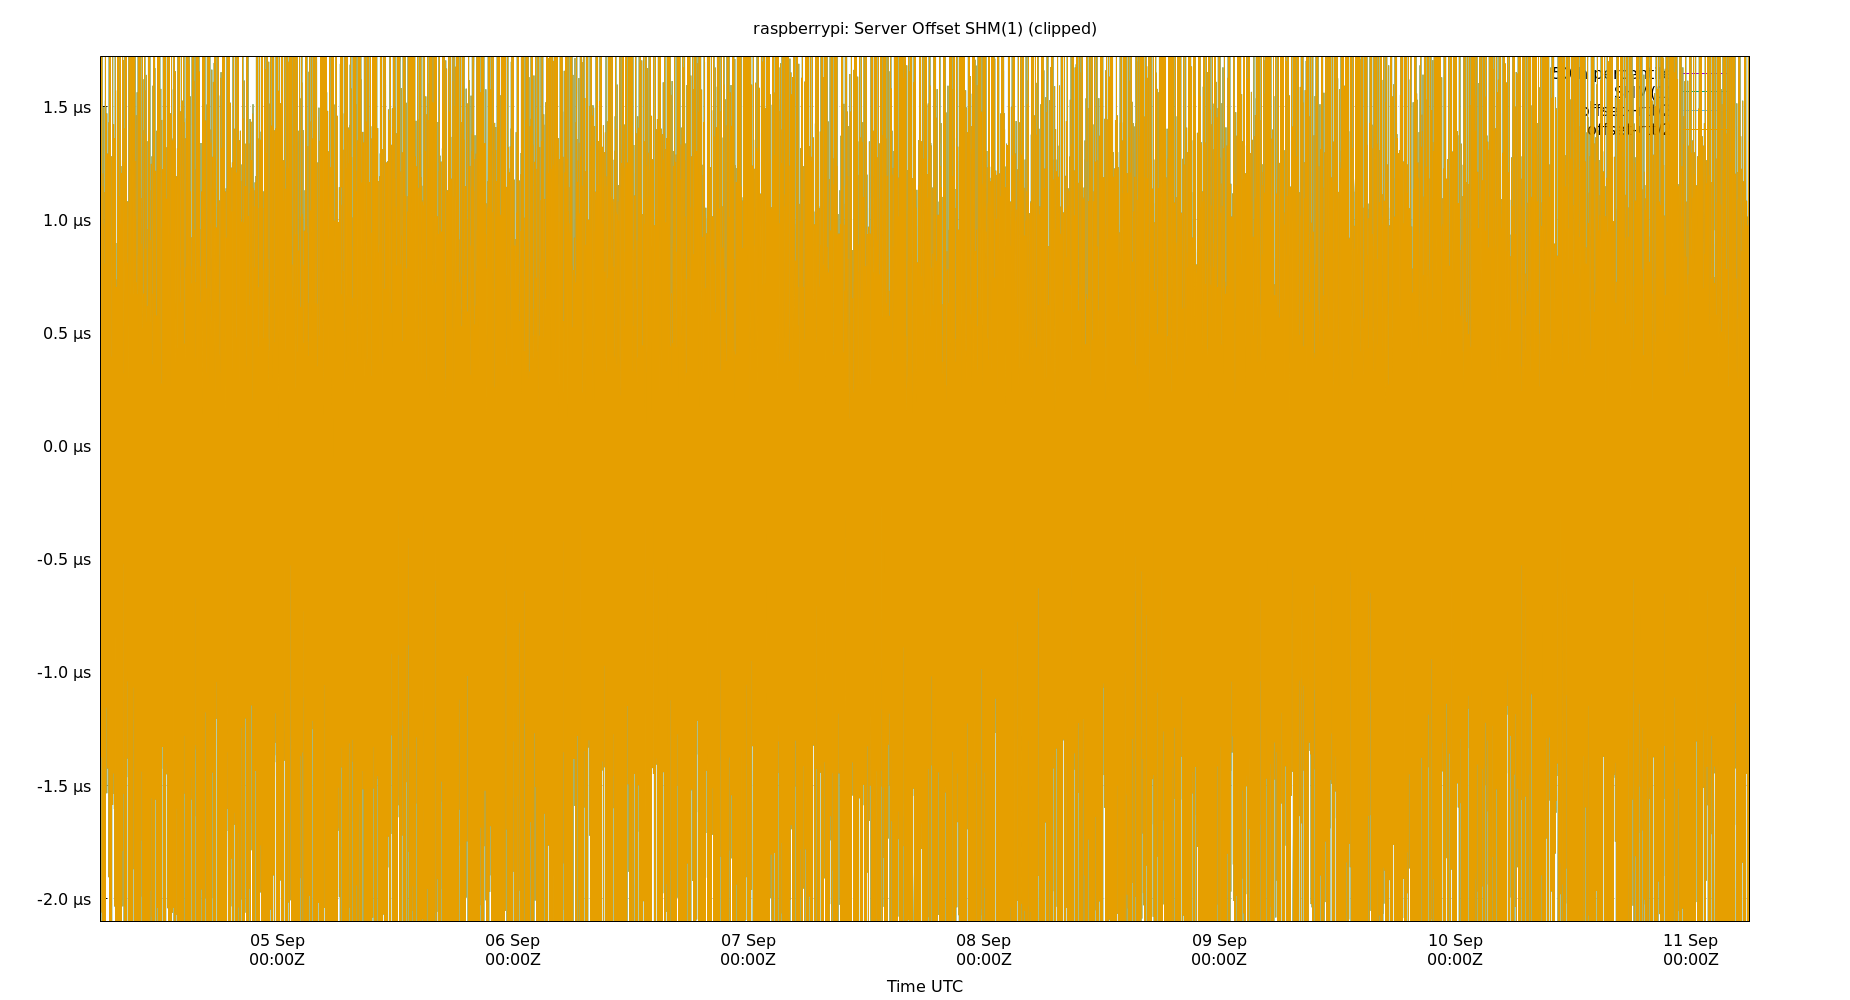 raspberrypi: Server Offset SHM(1) (clipped)
1.5 µs
1.0 µs
0.5 µs
0.0 µs
-0.5 µs
-1.0 µs
-1.5 µs
-2.0 µs
05 Sep 06 Sep 07 Sep 08 Sep 09 Sep 10 Sep 11 Sep
00:00Z 00:00Z 00:00Z 00:00Z 00:00Z 00:00Z 00:00Z
Time UTC